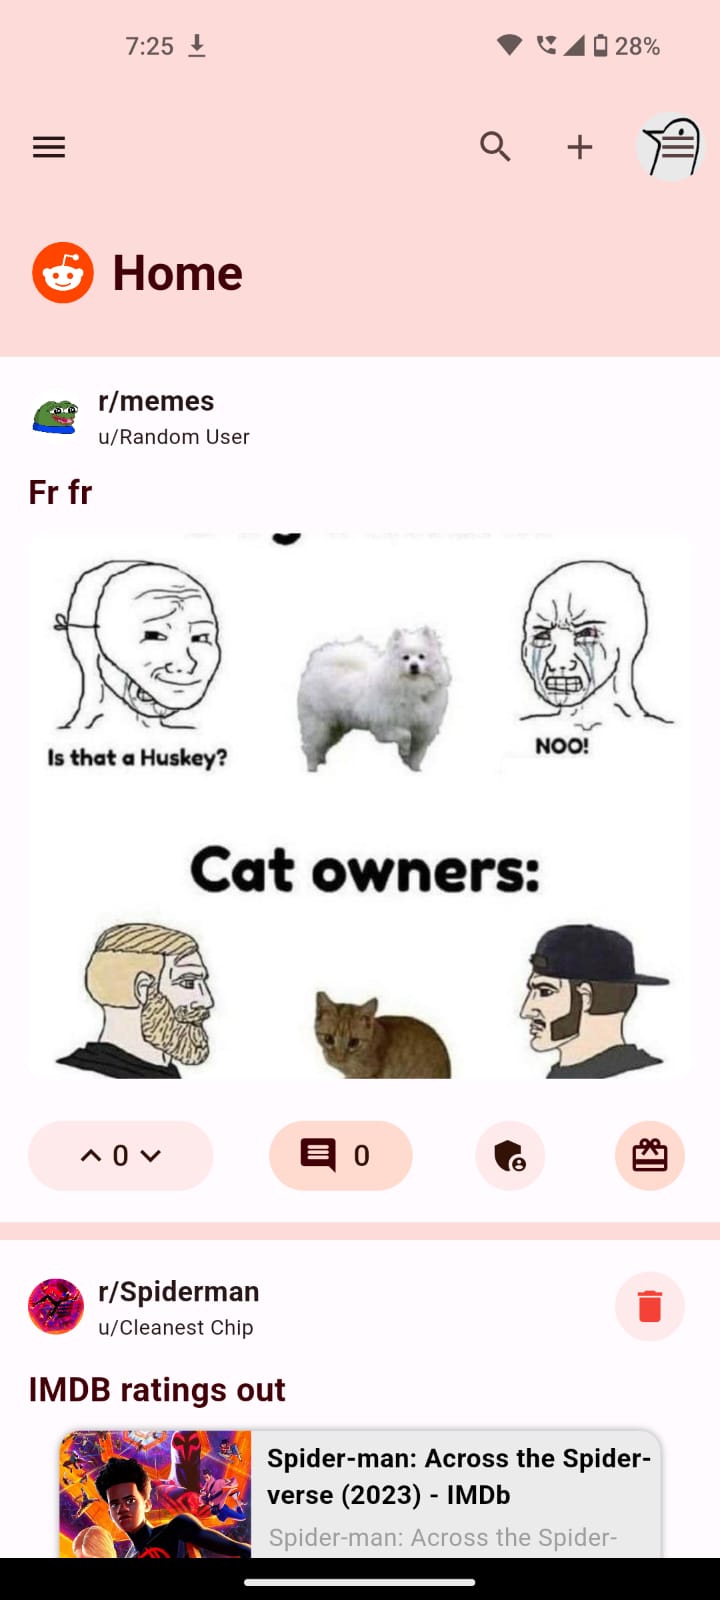 7:25
28%
Home
r/memes
u/Random User
Fr fr
Is that a Huskey?
NOO!
Cat owners:
0
0
r/Spiderman
u/Cleanest Chip
IMDB ratings out
Spider-man: Across the Spider-
verse (2023) - IMDb
Spider-man: Across the Spider-